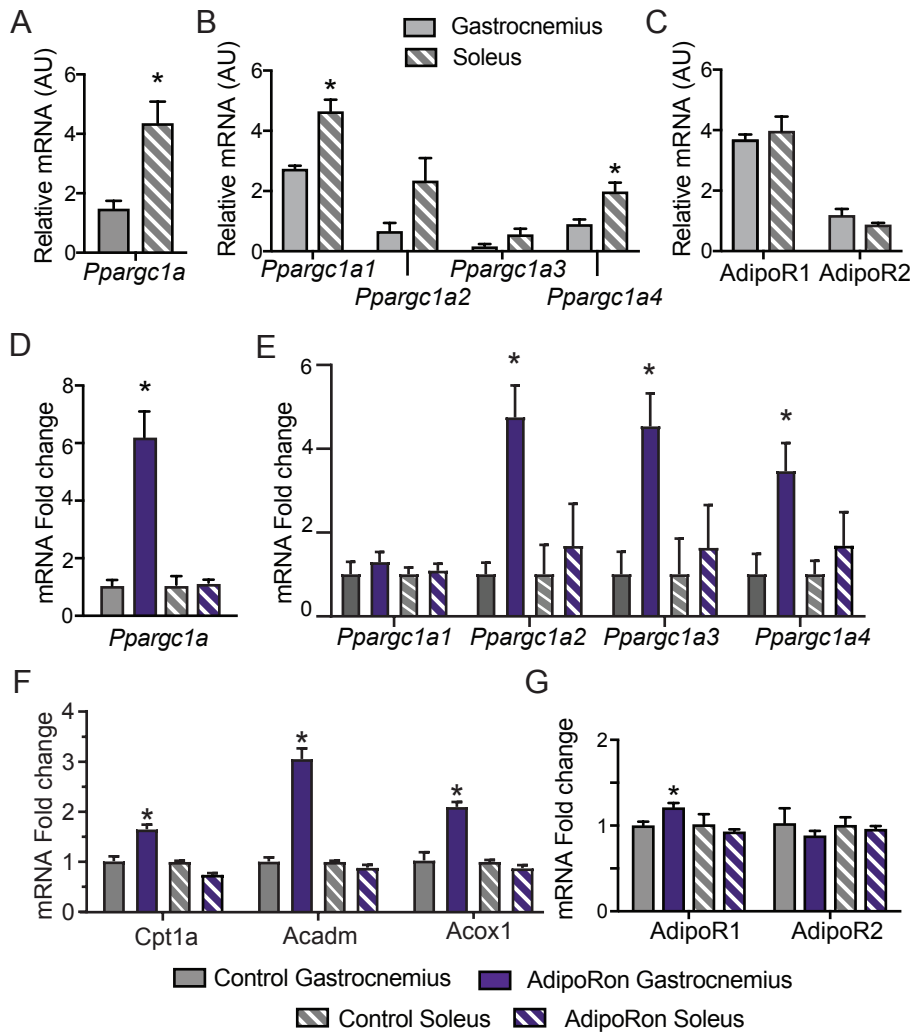 A
Relative mRNA (AU)
6
4
2
0
*
Ppargc1a
B
Gastrocnemius
Soleus
Relative mRNA (AU)
6
4
2
0
*
*
Ppargc1a1
Ppargc1a3
Ppargc1a2
Ppargc1a4
C
Relative mRNA (AU)
6
4
2
0
AdipoR1
AdipoR2
D
mRNA Fold change
8
6
4
2
0
*
Ppargc1a
E
mRNA Fold change
6
4
2
0
*
*
*
Ppargc1a1 Ppargc1a2 Ppargc1a3 Ppargc1a4
F
mRNA Fold change
4
3
2
1
0
*
*
*
Cpt1a Acadm Acox1
G
mRNA Fold change
2
1
0
*
AdipoR1 AdipoR2
Control Gastrocnemius AdipoRon Gastrocnemius
Control Soleus AdipoRon Soleus